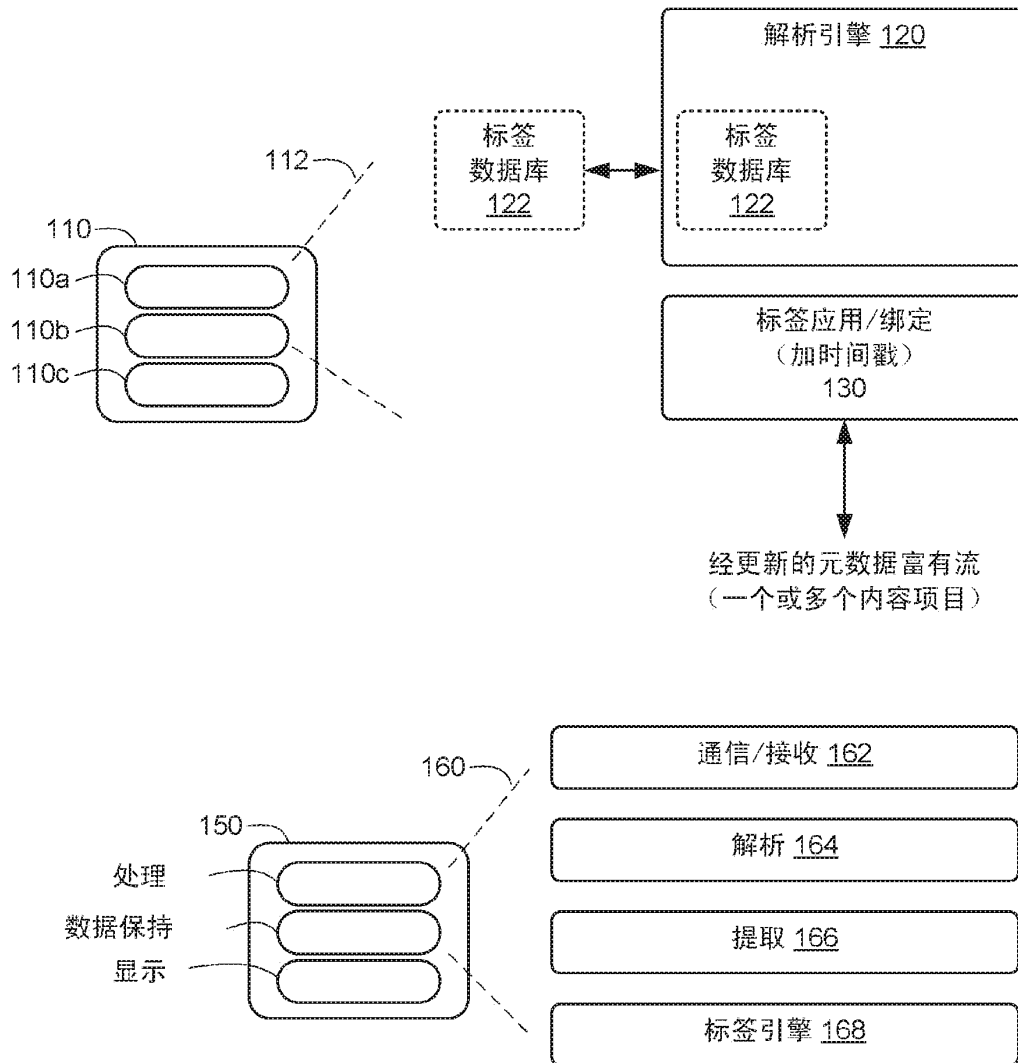 解析引擎 120
标签
数据库
122
标签
数据库
122
112
110
110a
110b
110c
标签应用/绑定
（加时间戳）
130
经更新的元数据富有流
（一个或多个内容项目）
通信/接收 162
160
150
处理
解析 164
数据保持
提取 166
显示
标签引擎 168